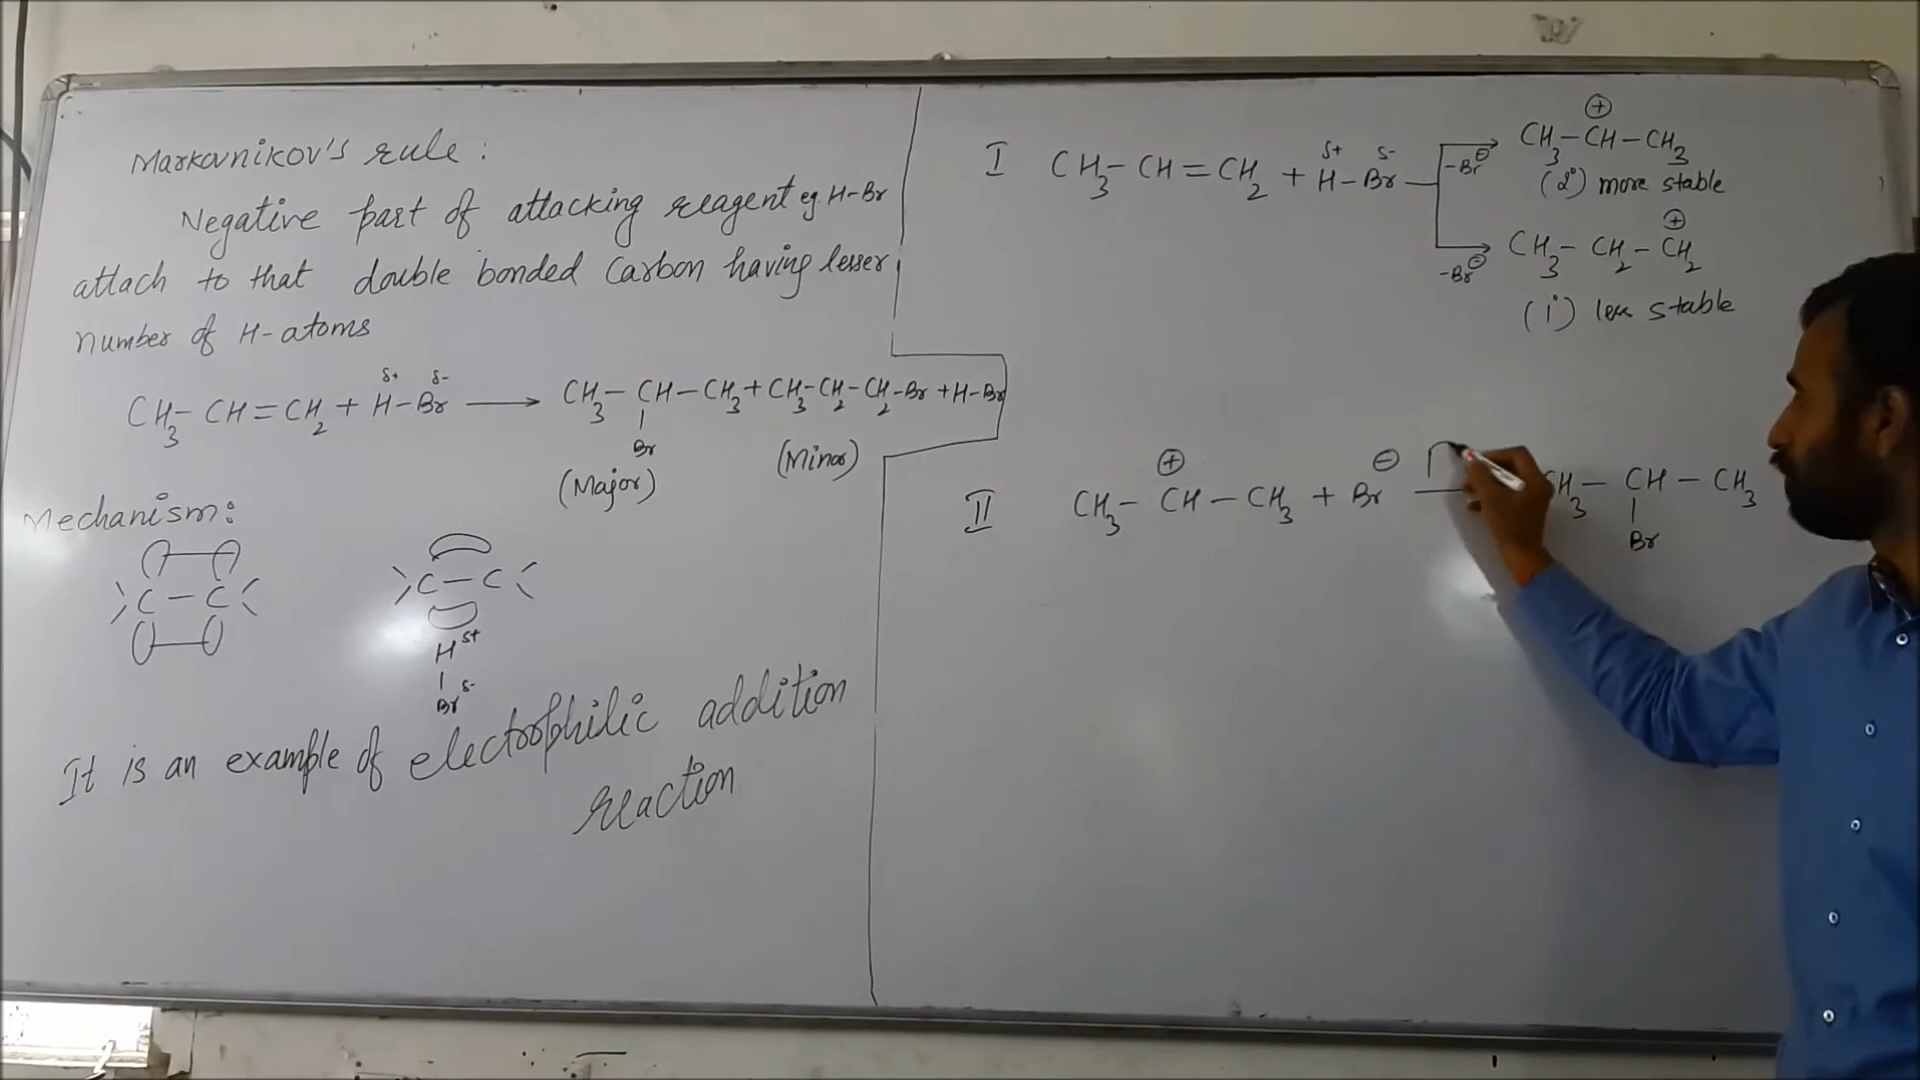 Markovnikov's rule :
Negative part of attacking reagent eg. H-Br
attach to that double bonded Carbon having lesser
number of H-atoms
δ+ δ-
CH₃-CH=CH₂ + H-Br ⟶ CH₃-CH-CH₃ + CH₃-CH₂-CH₂-Br + H-Br
Br
(Major) (Minor)
Mechanism:
C-C C-C
H δ+
Br δ-
It is an example of electrophilic addition
reaction
I CH₃-CH=CH₂ + H-Br
δ+ δ-
-Br⊖
⊕
CH₃-CH-CH₃
(2°) more stable
-Br⊖
⊕
CH₃-CH₂-CH₂
(1°) less stable
⊕ ⊖
II CH₃-CH-CH₃ + Br CH₃-CH-CH₃
Br